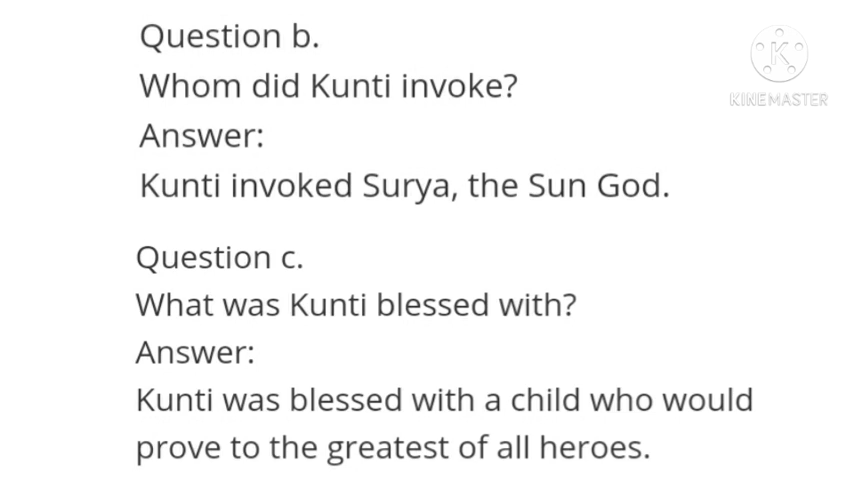 Question b.
Whom did Kunti invoke?
Answer:
Kunti invoked Surya, the Sun God.
Question c.
What was Kunti blessed with?
Answer:
Kunti was blessed with a child who would
prove to the greatest of all heroes.
K
KINEMASTER